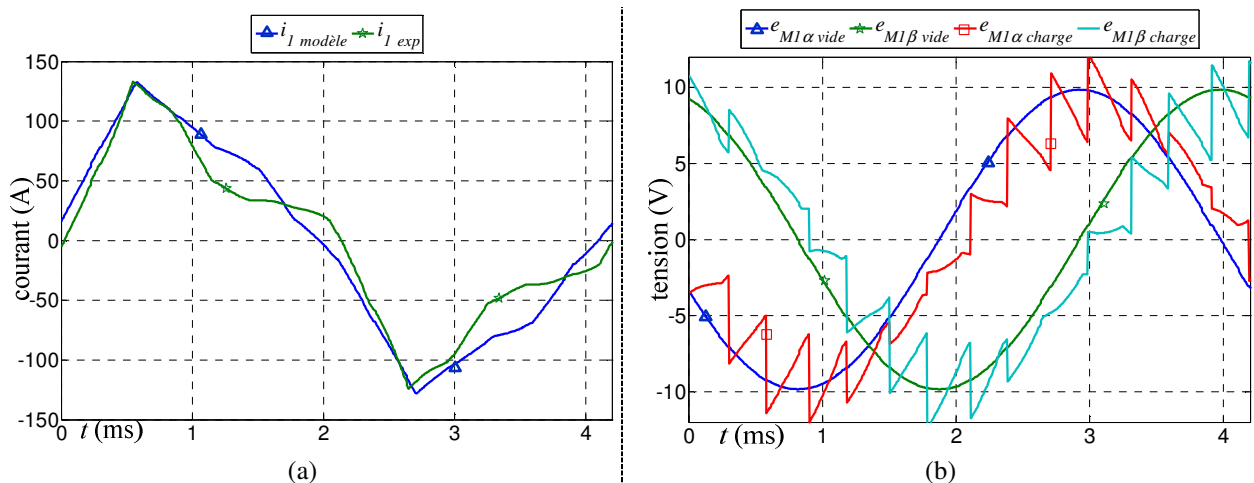 i1 modèle i1 exp
150
100
50
0
-50
-100
-150
courant (A)
0 1 2 3 4
t (ms)
(a)
eM1α vide eM1β vide eM1α charge eM1β charge
10
5
0
-5
-10
tension (V)
0 1 2 3 4
t (ms)
(b)